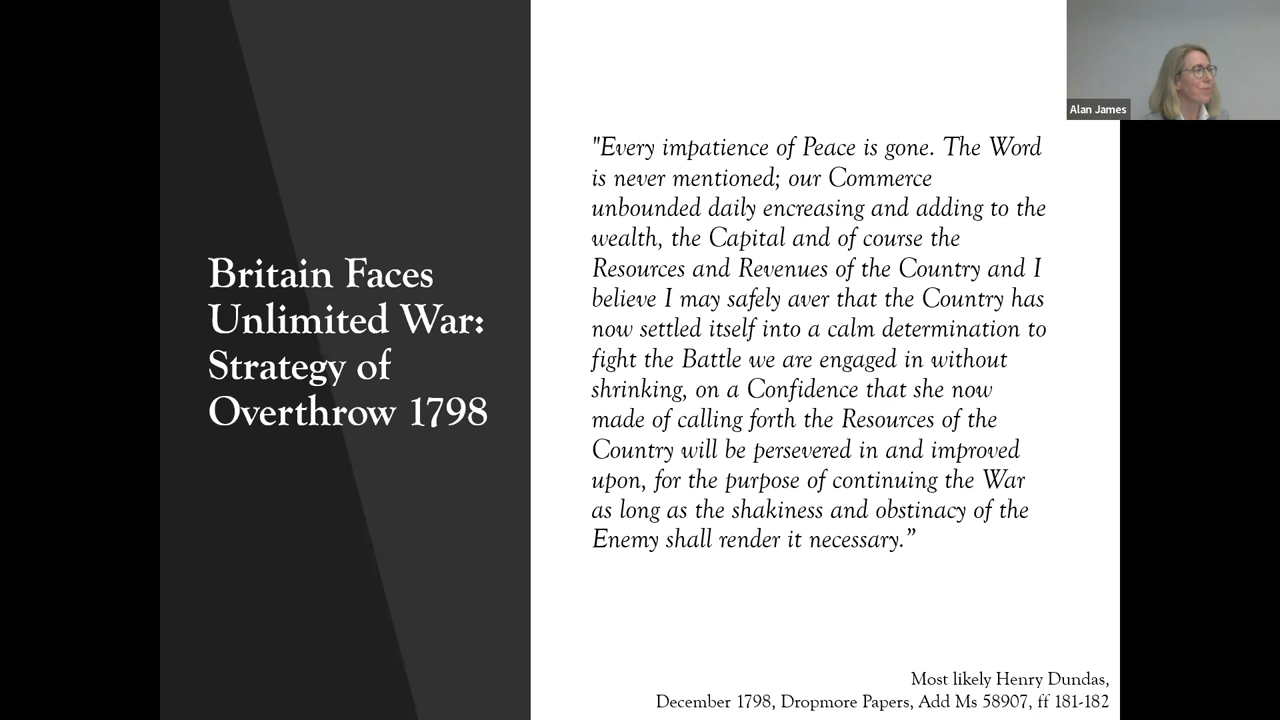 Britain Faces
Unlimited War:
Strategy of
Overthrow 1798
"Every impatience of Peace is gone. The Word
is never mentioned; our Commerce
unbounded daily encreasing and adding to the
wealth, the Capital and of course the
Resources and Revenues of the Country and I
believe I may safely aver that the Country has
now settled itself into a calm determination to
fight the Battle we are engaged in without
shrinking, on a Confidence that she now
made of calling forth the Resources of the
Country will be persevered in and improved
upon, for the purpose of continuing the War
as long as the shakiness and obstinacy of the
Enemy shall render it necessary.”
Most likely Henry Dundas,
December 1798, Dropmore Papers, Add Ms 58907, ff 181-182
Alan James